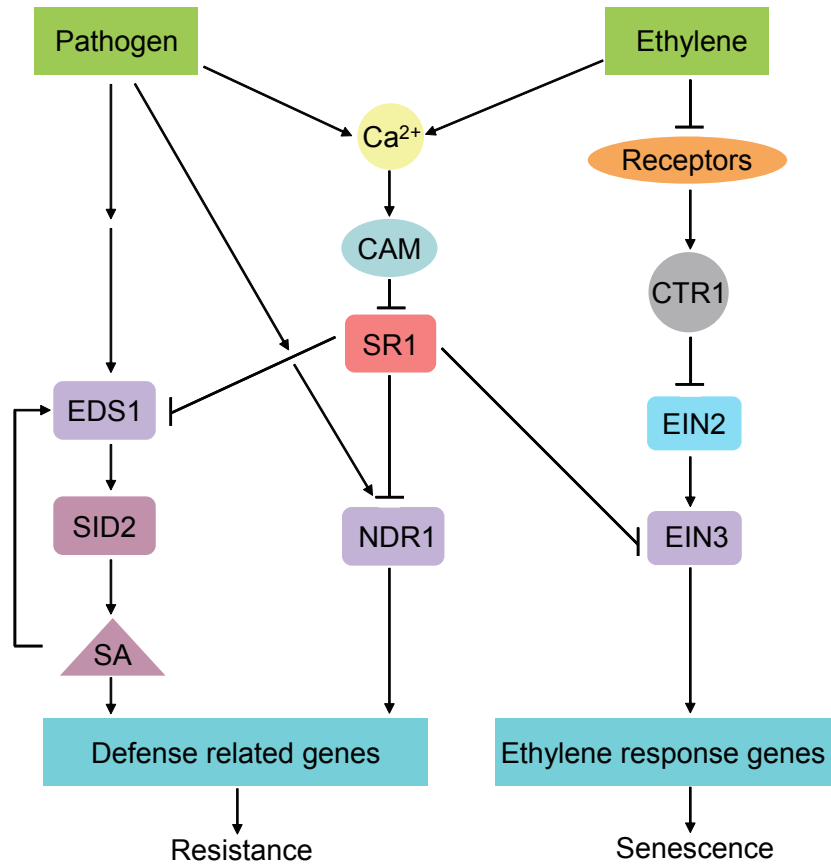 Pathogen
Ethylene
Ca²⁺
Receptors
CAM
CTR1
SR1
EDS1
EIN2
SID2
NDR1
EIN3
SA
Defense related genes
Ethylene response genes
Resistance
Senescence